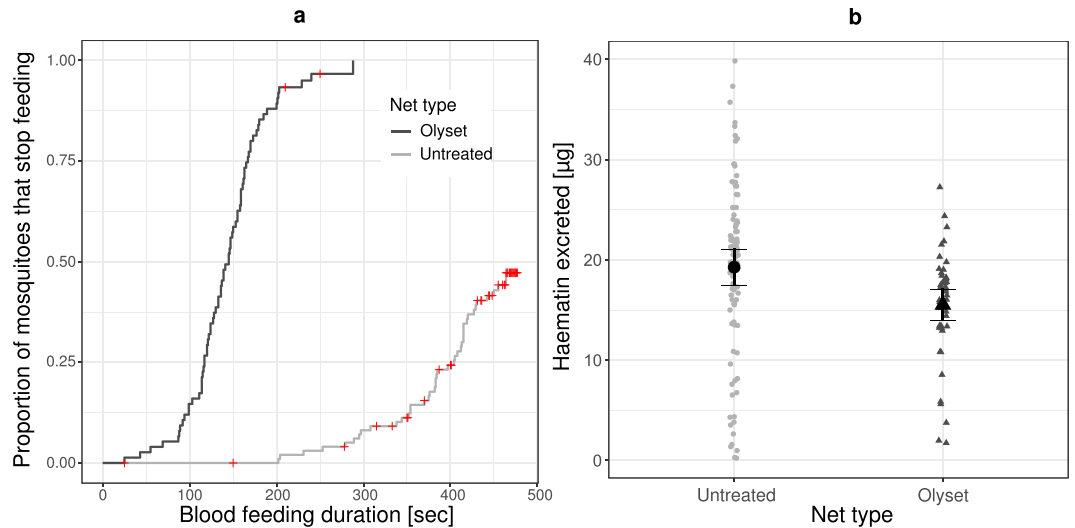 a
Proportion of mosquitoes that stop feeding
1.00
0.75
0.50
0.25
0.00
Net type
Olyset
Untreated
0 100 200 300 400 500
Blood feeding duration [sec]
b
Haematin excreted [µg]
40
30
20
10
0
Untreated Olyset
Net type